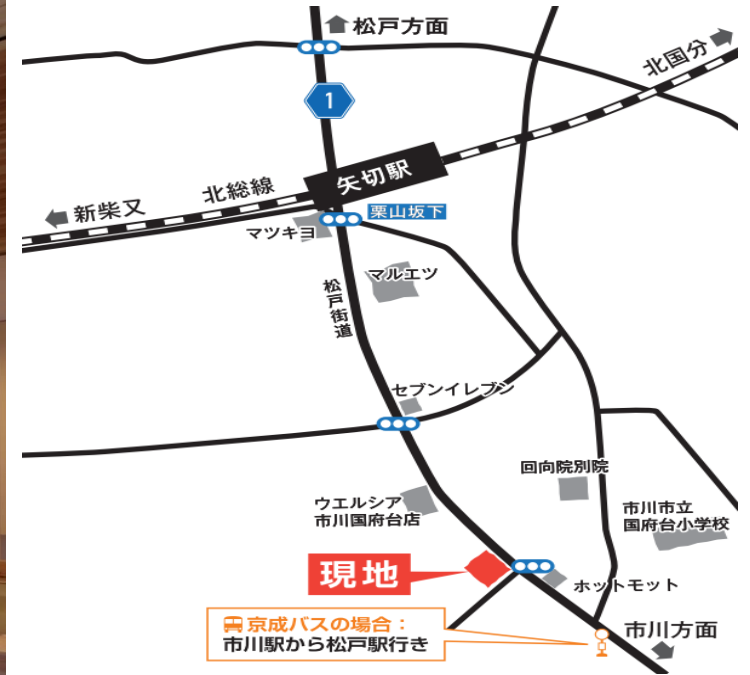 松戸方面
北国分
1
矢切駅
北総線
新柴又
栗山坂下
マツキヨ
マルエツ
松戸街道
セブンイレブン
回向院別院
ウエルシア
市川国府台店
市川市立
国府台小学校
現地
ホットモット
京成バスの場合：
市川駅から松戸駅行き
市川方面